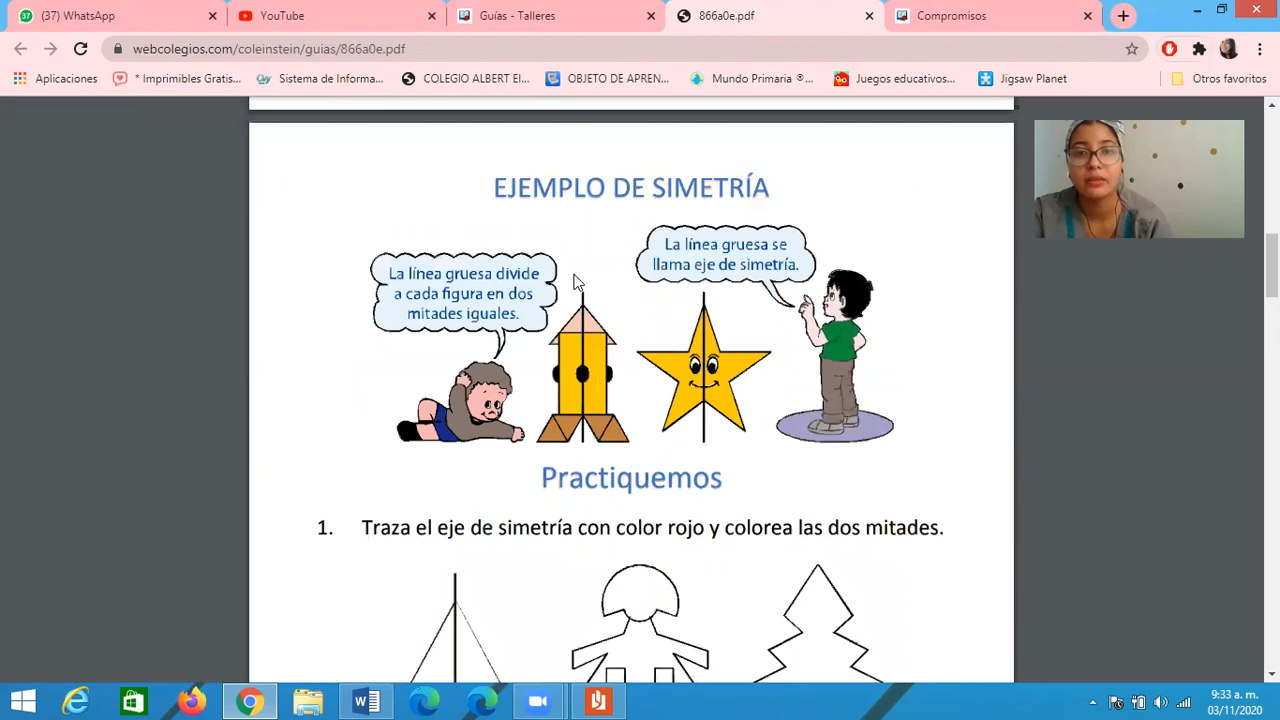 (37) WhatsApp
YouTube
Guías - Talleres
866a0e.pdf
Compromisos
webcolegios.com/coleinstein/guias/866a0e.pdf
Aplicaciones
* Imprimibles Gratis...
Sistema de Informa...
COLEGIO ALBERT EI...
OBJETO DE APREN...
Mundo Primaria ®...
Juegos educativos...
Jigsaw Planet
Otros favoritos
EJEMPLO DE SIMETRÍA
La línea gruesa divide
a cada figura en dos
mitades iguales.
La línea gruesa se
llama eje de simetría.
Practiquemos
1. Traza el eje de simetría con color rojo y colorea las dos mitades.
9:33 a. m.
03/11/2020